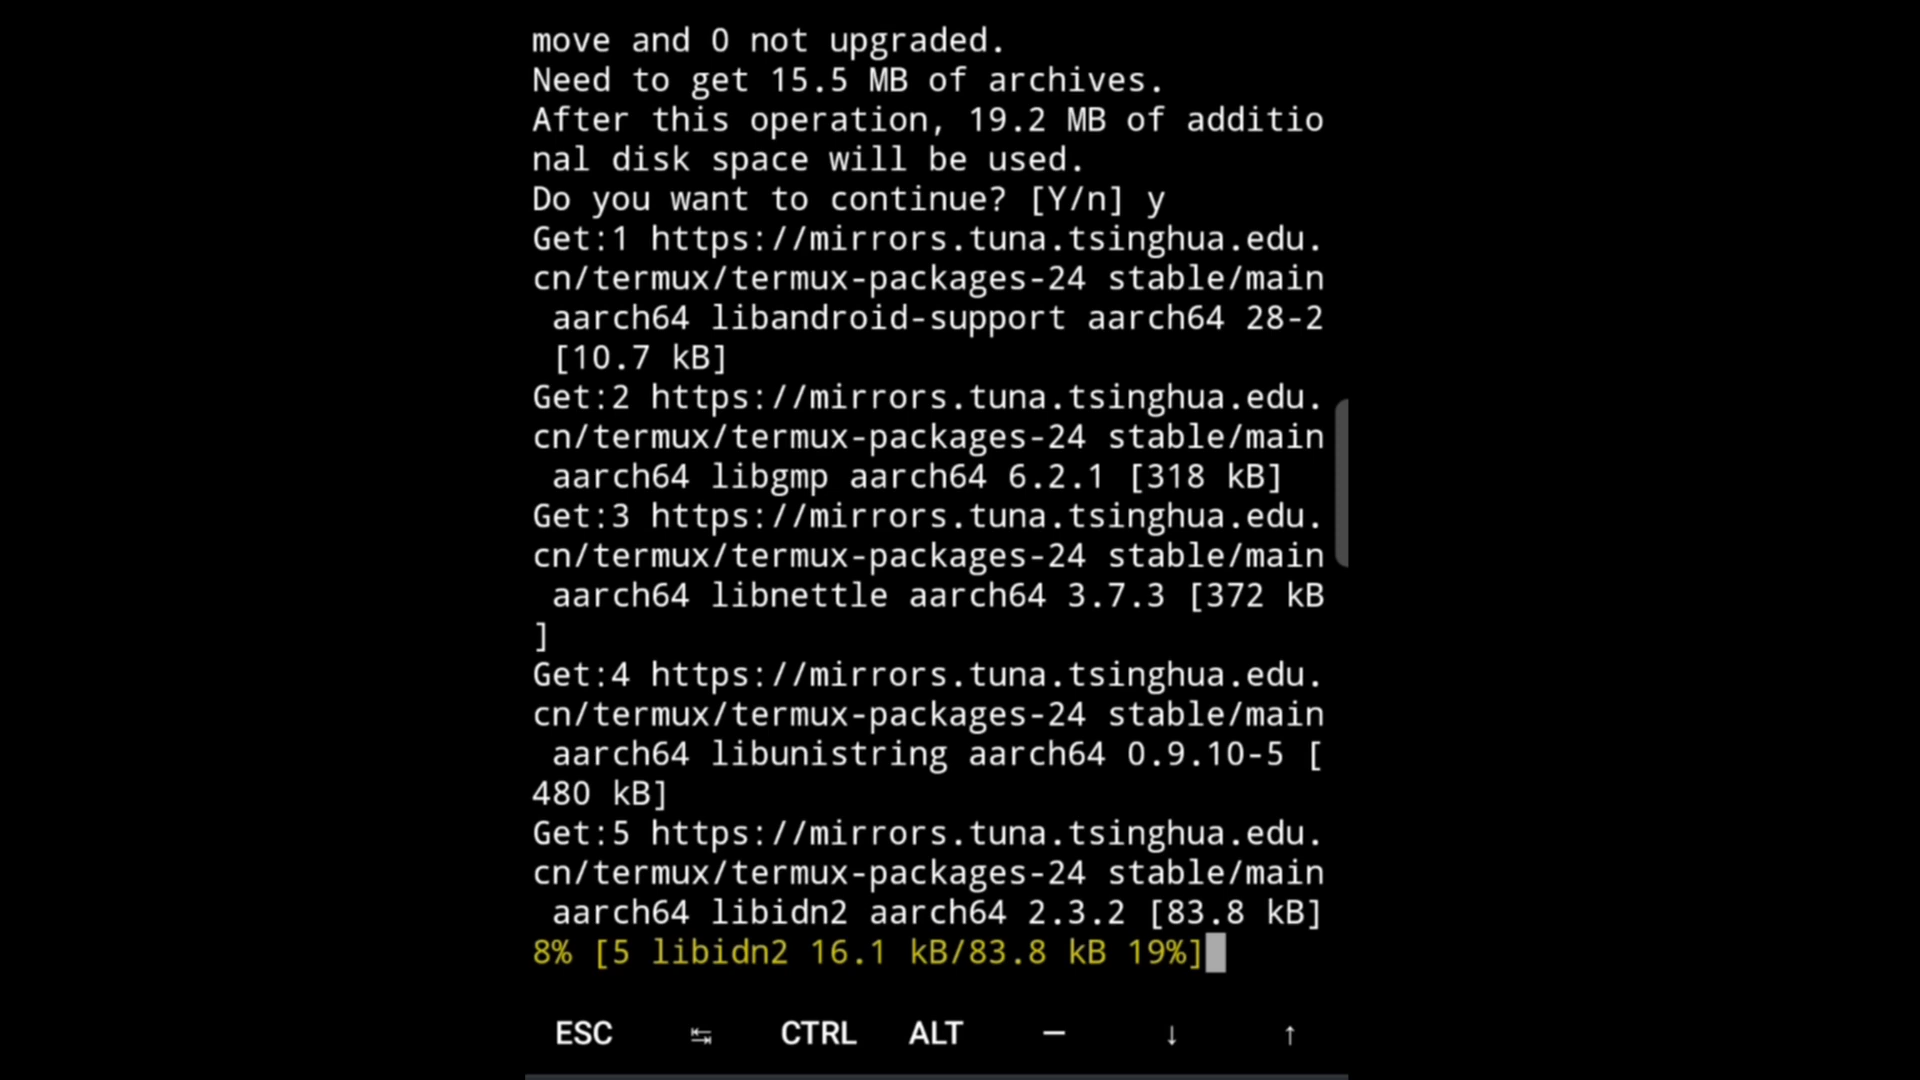 move and 0 not upgraded.
Need to get 15.5 MB of archives.
After this operation, 19.2 MB of additio
nal disk space will be used.
Do you want to continue? [Y/n] y
Get:1 https://mirrors.tuna.tsinghua.edu.
cn/termux/termux-packages-24 stable/main
 aarch64 libandroid-support aarch64 28-2
 [10.7 kB]
Get:2 https://mirrors.tuna.tsinghua.edu.
cn/termux/termux-packages-24 stable/main
 aarch64 libgmp aarch64 6.2.1 [318 kB]
Get:3 https://mirrors.tuna.tsinghua.edu.
cn/termux/termux-packages-24 stable/main
 aarch64 libnettle aarch64 3.7.3 [372 kB
]
Get:4 https://mirrors.tuna.tsinghua.edu.
cn/termux/termux-packages-24 stable/main
 aarch64 libunistring aarch64 0.9.10-5 [
480 kB]
Get:5 https://mirrors.tuna.tsinghua.edu.
cn/termux/termux-packages-24 stable/main
 aarch64 libidn2 aarch64 2.3.2 [83.8 kB]
8% [5 libidn2 16.1 kB/83.8 kB 19%]
ESC ↹ CTRL ALT — ↓ ↑